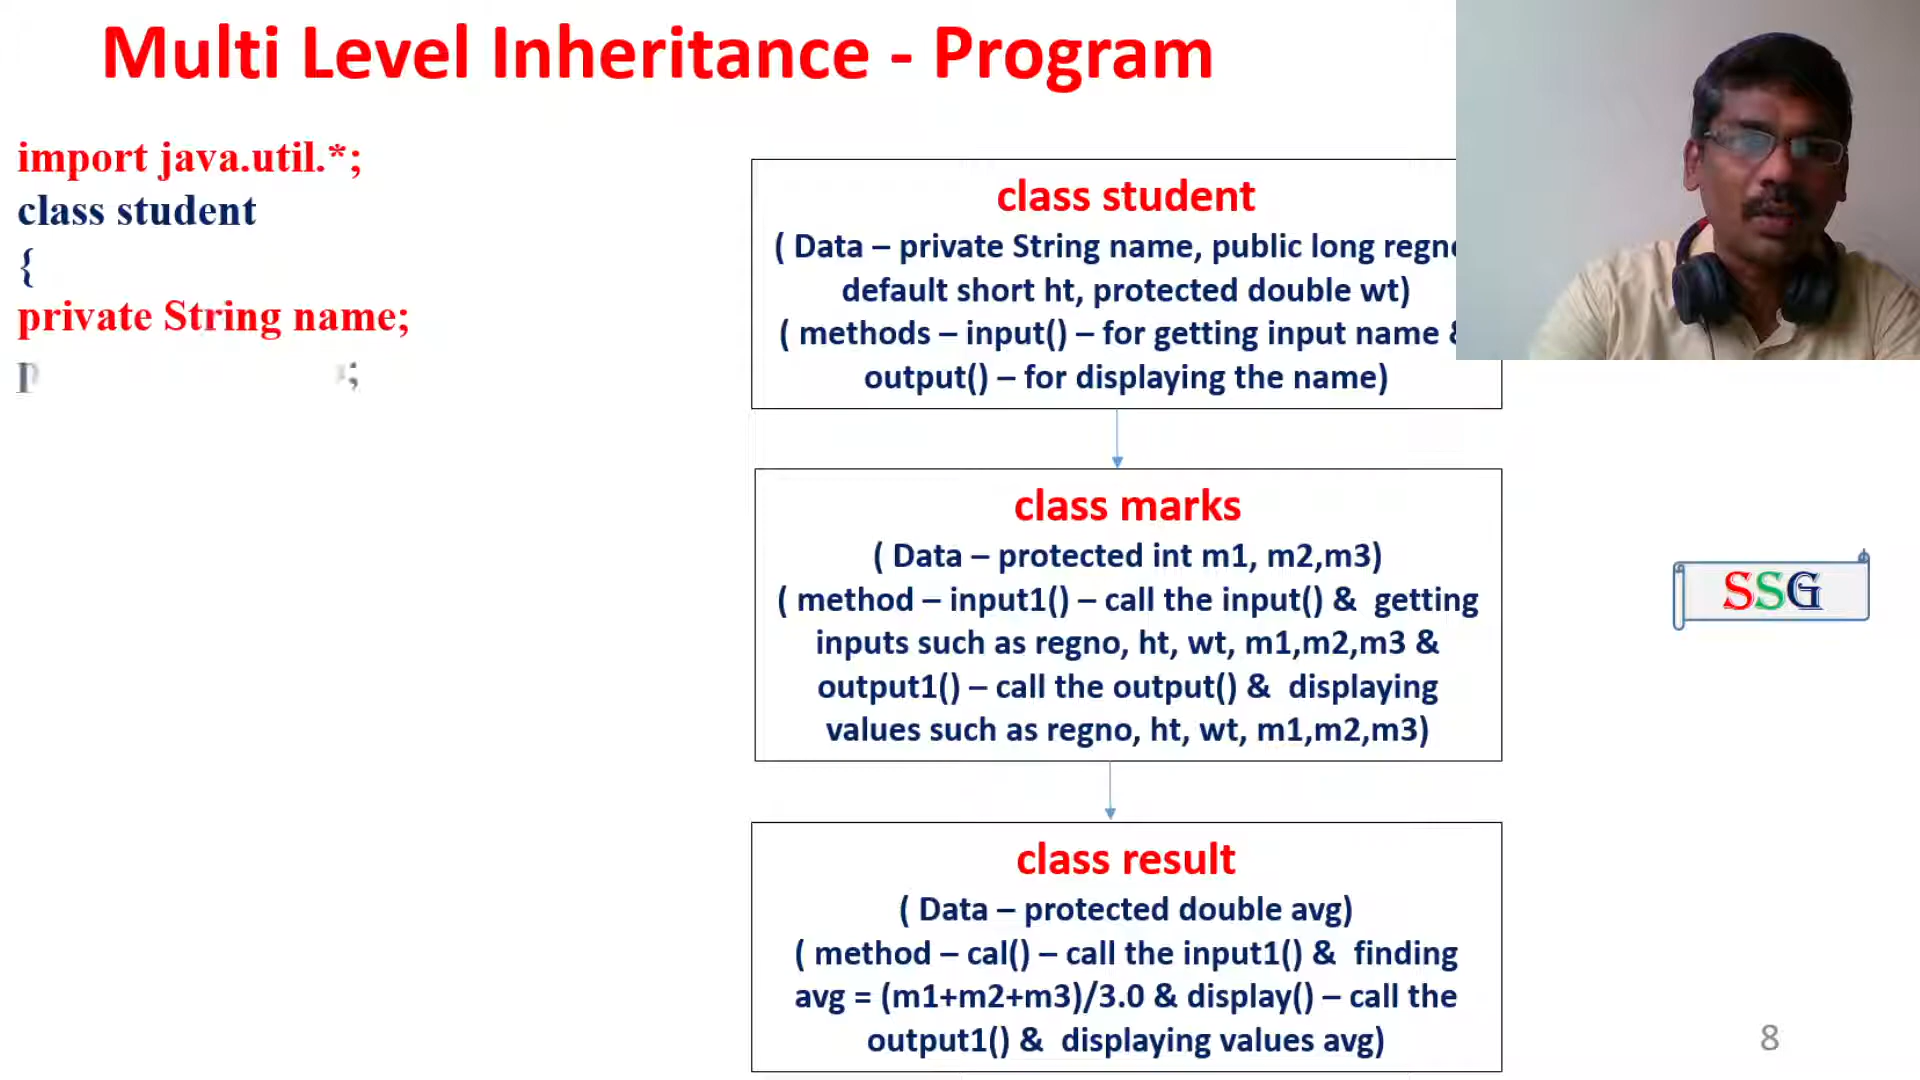 Multi Level Inheritance - Program
import java.util.*;
class student
{
private String name;
class student
( Data – private String name, public long regno
default short ht, protected double wt)
( methods – input() – for getting input name &
output() – for displaying the name)
class marks
( Data – protected int m1, m2,m3)
( method – input1() – call the input() & getting
inputs such as regno, ht, wt, m1,m2,m3 &
output1() – call the output() & displaying
values such as regno, ht, wt, m1,m2,m3)
class result
( Data – protected double avg)
( method – cal() – call the input1() & finding
avg = (m1+m2+m3)/3.0 & display() – call the
output1() & displaying values avg)
SSG
8